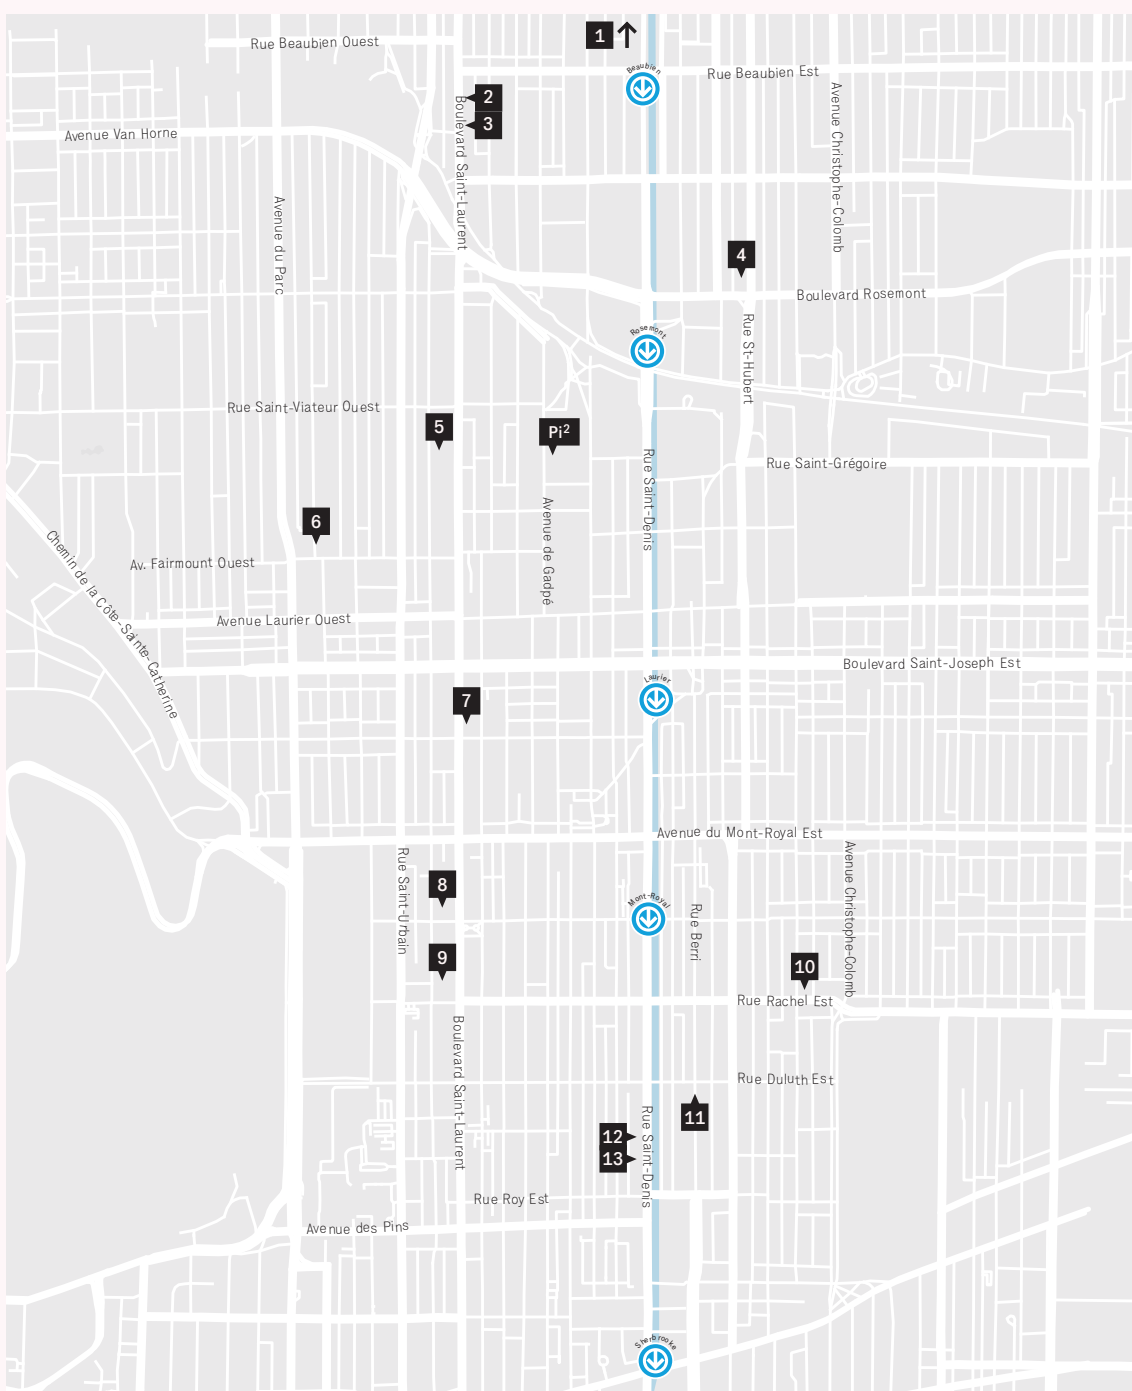 1
Rue Beaubien Ouest
Beaubien
Rue Beaubien Est
2
3
Avenue Van Horne
Boulevard Saint-Laurent
Avenue Christophe-Colomb
Avenue du Parc
4
Boulevard Rosemont
Rosemont
Rue St-Hubert
Rue Saint-Viateur Ouest
5
Pi²
Rue Saint-Denis
Rue Saint-Grégoire
6
Avenue de Gadpé
Chemin de la Côte-Sainte-Catherine
Av. Fairmount Ouest
Avenue Laurier Ouest
Boulevard Saint-Joseph Est
Laurier
7
Avenue du Mont-Royal Est
Rue Saint-Urbain
8
Mont-Royal
Rue Berri
Avenue Christophe-Colomb
9
10
Rue Rachel Est
Boulevard Saint-Laurent
Rue Duluth Est
11
12
13
Rue Saint-Denis
Rue Roy Est
Avenue des Pins
Sherbrooke